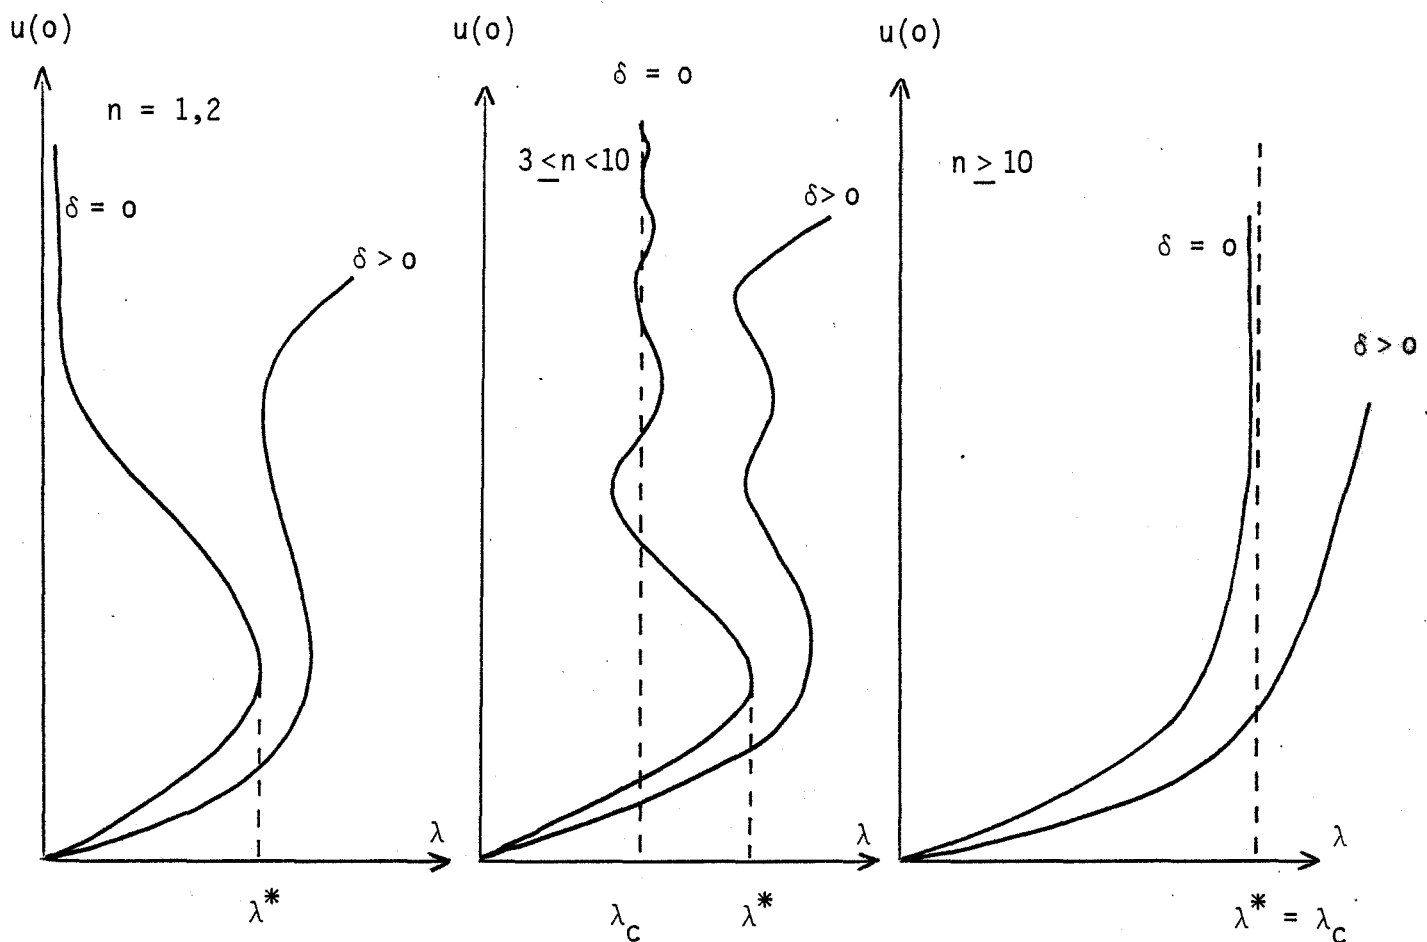 u(o)
n = 1,2
δ = o
δ > o
λ
λ*
u(o)
δ = o
3 ≤ n < 10
δ > o
λ
λc
λ*
u(o)
n ≥ 10
δ = o
δ > o
λ
λ* = λc